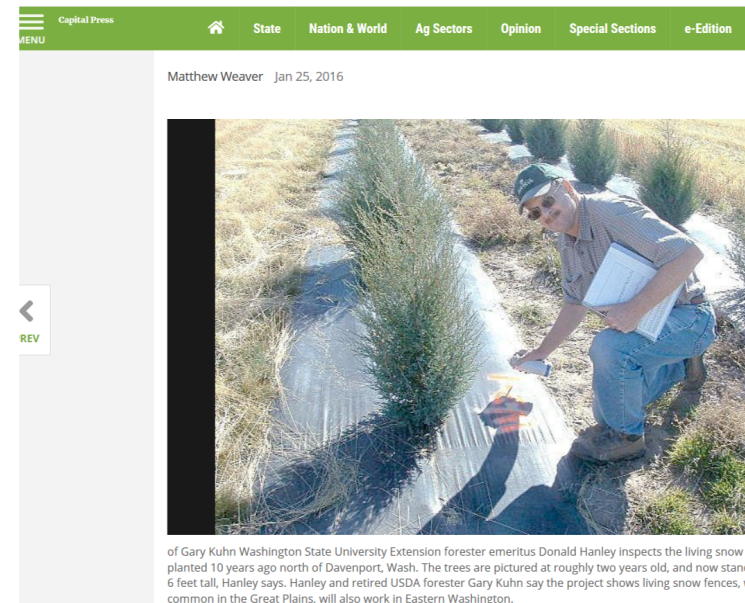 Capital Press
MENU
State
Nation & World
Ag Sectors
Opinion
Special Sections
e-Edition
Matthew Weaver Jan 25, 2016
PREV
of Gary Kuhn Washington State University Extension forester emeritus Donald Hanley inspects the living snow
planted 10 years ago north of Davenport, Wash. The trees are pictured at roughly two years old, and now stand
6 feet tall, Hanley says. Hanley and retired USDA forester Gary Kuhn say the project shows living snow fences,
common in the Great Plains, will also work in Eastern Washington.